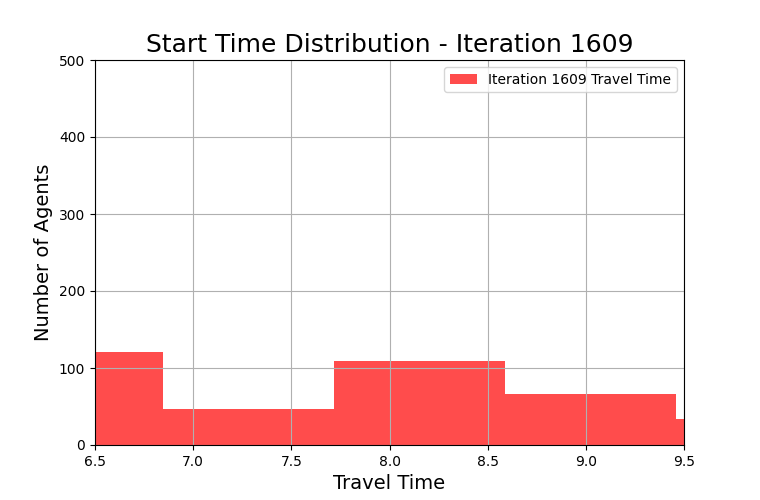 Start Time Distribution - Iteration 1609
Iteration 1609 Travel Time
Number of Agents
500
400
300
200
100
0
6.5 7.0 7.5 8.0 8.5 9.0 9.5
Travel Time